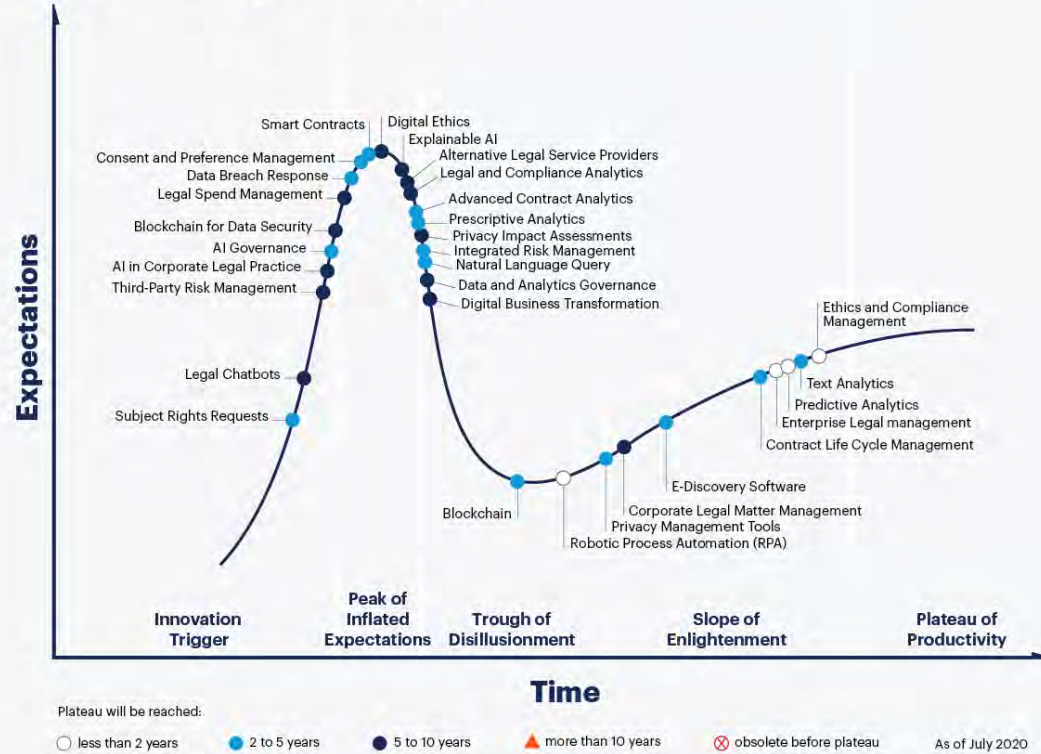 Expectations
Smart Contracts
Consent and Preference Management
Data Breach Response
Legal Spend Management
Blockchain for Data Security
AI Governance
AI in Corporate Legal Practice
Third-Party Risk Management
Legal Chatbots
Subject Rights Requests
Digital Ethics
Explainable AI
Alternative Legal Service Providers
Legal and Compliance Analytics
Advanced Contract Analytics
Prescriptive Analytics
Privacy Impact Assessments
Integrated Risk Management
Natural Language Query
Data and Analytics Governance
Digital Business Transformation
Blockchain
Robotic Process Automation (RPA)
Privacy Management Tools
Corporate Legal Matter Management
E-Discovery Software
Contract Life Cycle Management
Enterprise Legal management
Predictive Analytics
Text Analytics
Ethics and Compliance
Management
Innovation
Trigger
Peak of
Inflated
Expectations
Trough of
Disillusionment
Slope of
Enlightenment
Plateau of
Productivity
Time
Plateau will be reached:
less than 2 years
2 to 5 years
5 to 10 years
more than 10 years
obsolete before plateau
As of July 2020